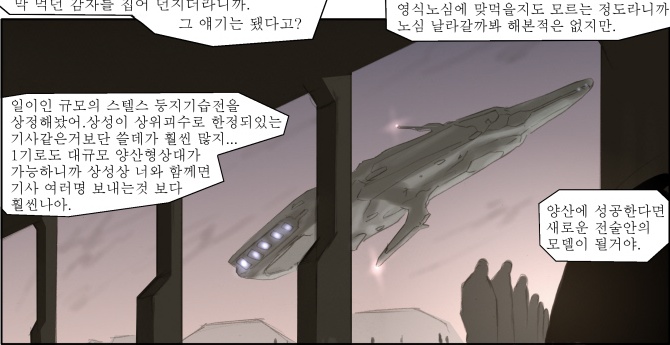 막 먹던 감자를 집어 던지더라니까.
그 얘기는 됐다고?
영식노심에 맞먹을지도 모르는 정도라니까
노심 날라갈까봐 해본적은 없지만.
일이인 규모의 스텔스 둥지기습전을
상정해놨어.상성이 상위괴수로 한정되있는
기사같은거보단 쓸데가 훨씬 많지...
1기로도 대규모 양산형상대가
가능하니까 상성상 너와 함께면
기사 여러명 보내는것 보다
훨씬나아.
양산에 성공한다면
새로운 전술안의
모델이 될거야.